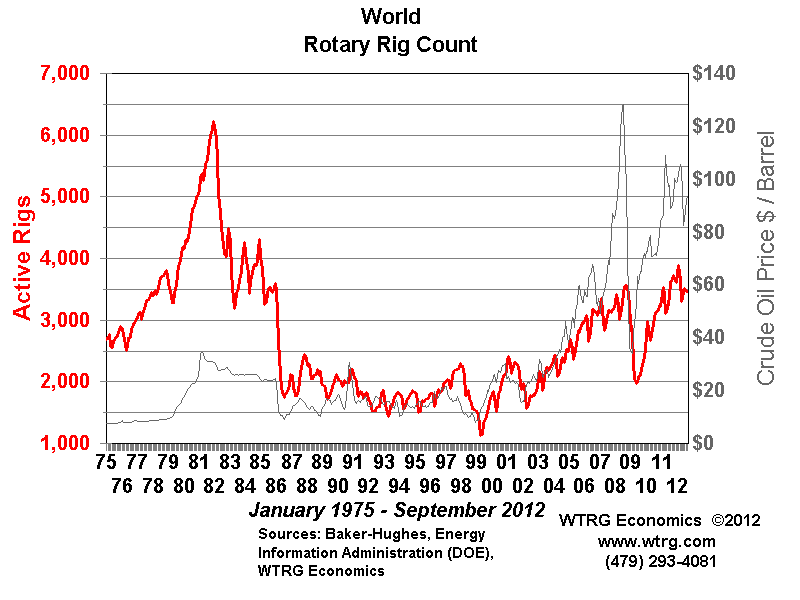 World
Rotary Rig Count
7,000
6,000
5,000
4,000
3,000
2,000
1,000
Active Rigs
$140
$120
$100
$80
$60
$40
$20
$0
Crude Oil Price $ / Barrel
75 77 79 81 83 85 87 89 91 93 95 97 99 01 03 05 07 09 11
76 78 80 82 84 86 88 90 92 94 96 98 00 02 04 06 08 10 12
January 1975 - September 2012
Sources: Baker-Hughes, Energy
Information Administration (DOE),
WTRG Economics
WTRG Economics ©2012
www.wtrg.com
(479) 293-4081